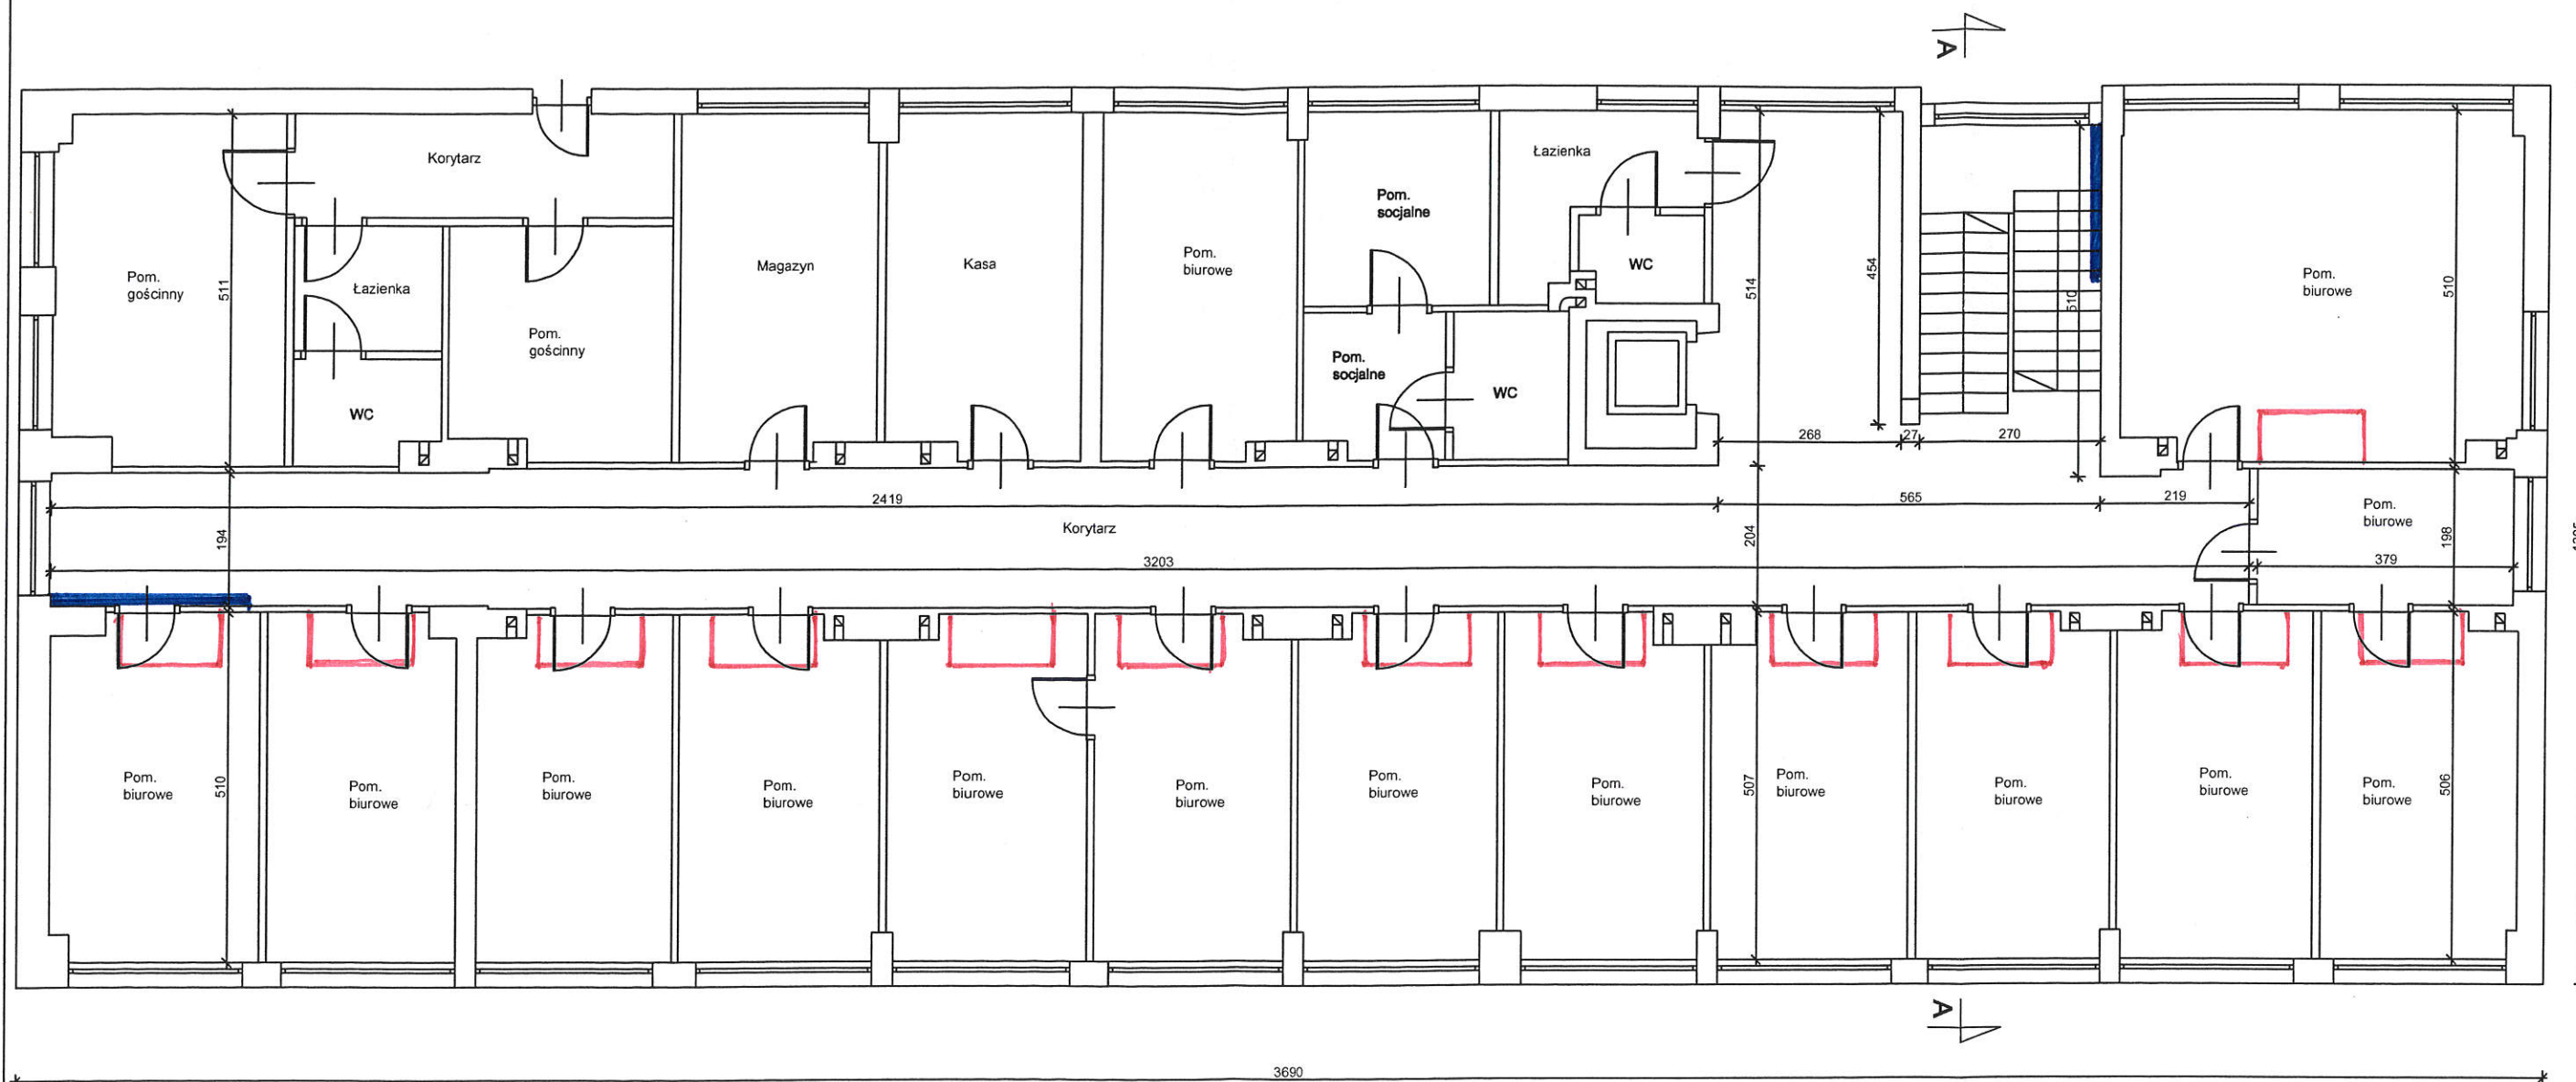 A
Korytarz
Pom.
gościnny
511
Łazienka
WC
Pom.
gościnny
Magazyn
Kasa
Pom.
biurowe
Pom.
socjalne
Łazienka
WC
Pom.
socjalne
WC
514
454
510
Pom.
biurowe
510
268
27
270
2419
565
219
Korytarz
194
204
3203
Pom.
biurowe
198
379
Pom.
biurowe
510
Pom.
biurowe
Pom.
biurowe
Pom.
biurowe
Pom.
biurowe
Pom.
biurowe
Pom.
biurowe
Pom.
biurowe
507
Pom.
biurowe
Pom.
biurowe
Pom.
biurowe
Pom.
biurowe
506
A
3690